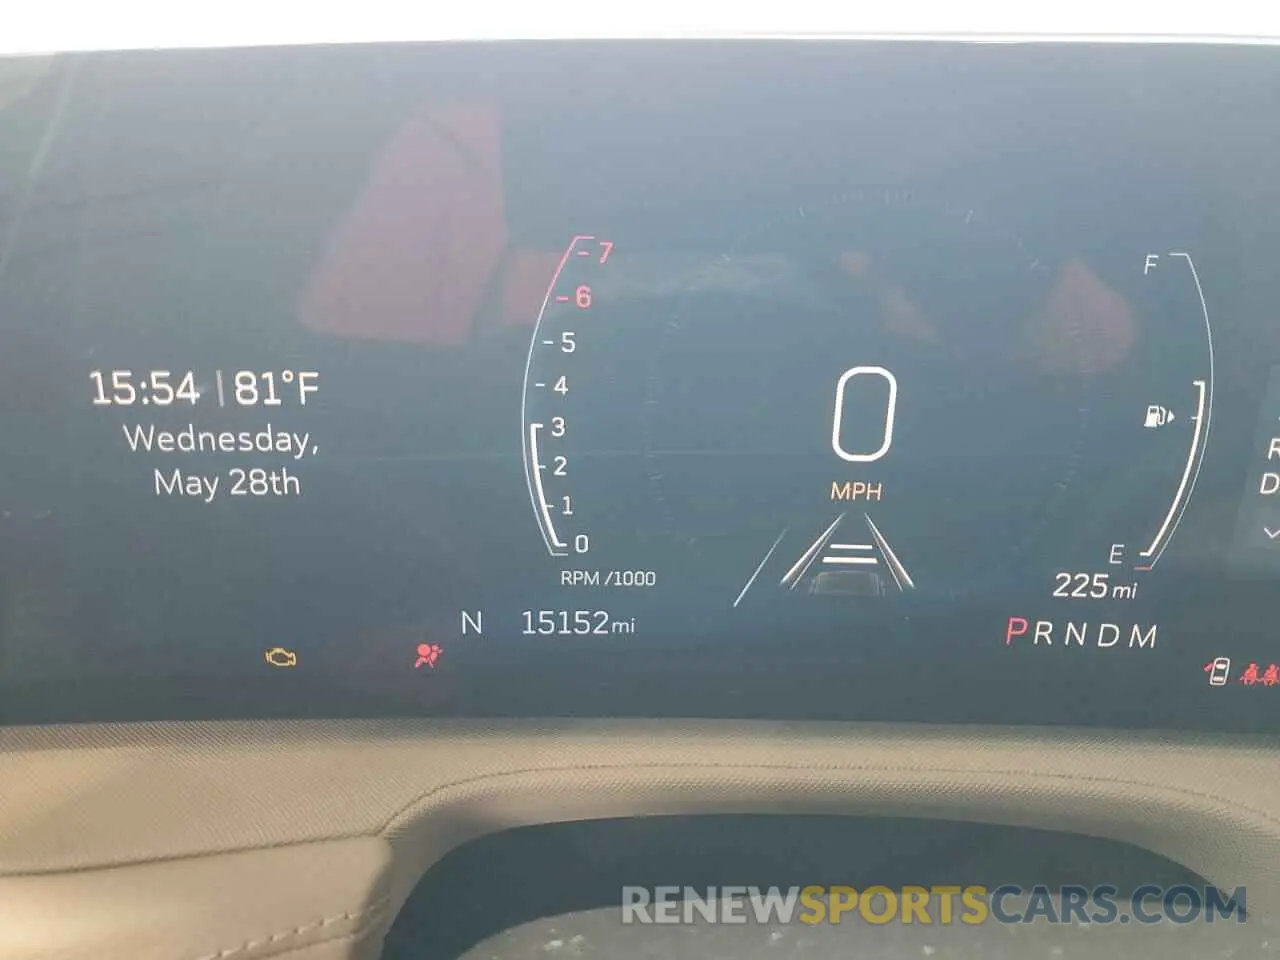 15:54 | 81°F
Wednesday,
May 28th
7
6
5
4
3
2
1
0
RPM /1000
N 15152 mi
0
MPH
F
E
225 mi
P R N D M
R
D
RENEWSPORTSCARS.COM